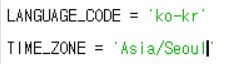 LANGUAGE_CODE = 'ko-kr'
TIME_ZONE = 'Asia/Seoul'